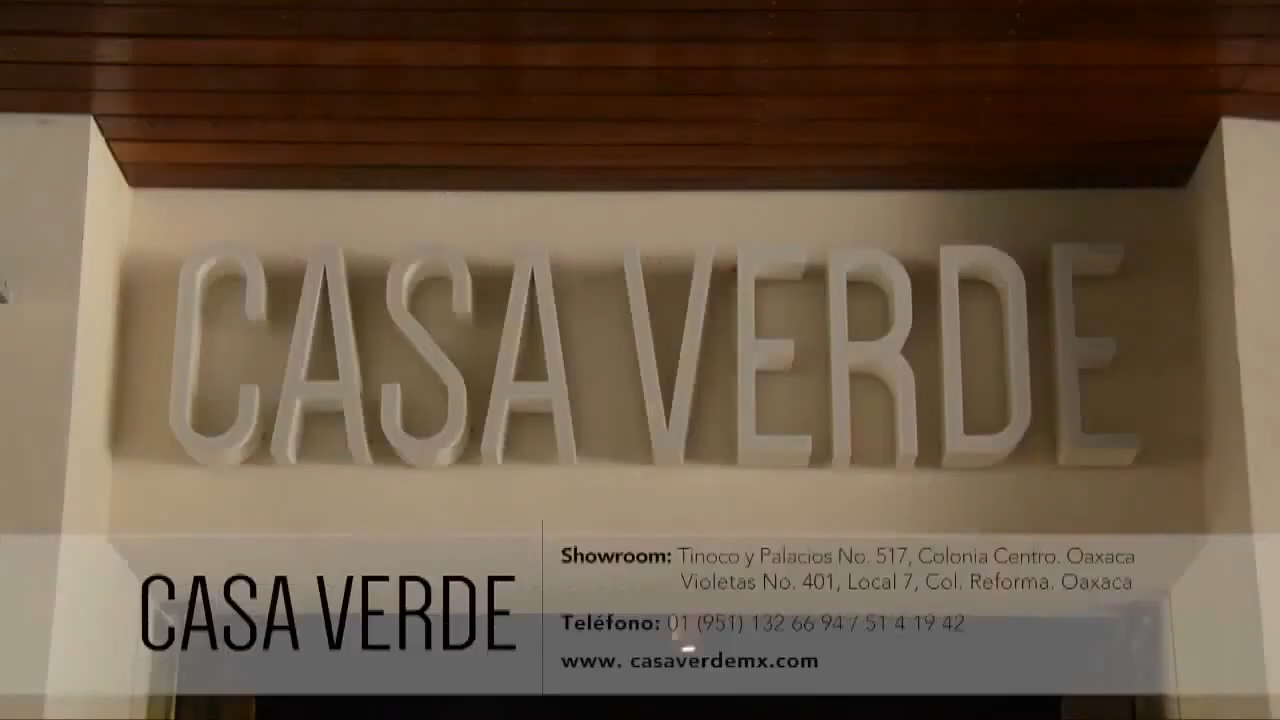 CASA VERDE
CASA VERDE
Showroom: Tinoco y Palacios No. 517, Colonia Centro. Oaxaca
Violetas No. 401, Local 7, Col. Reforma. Oaxaca
Teléfono: 01 (951) 132 66 94 / 51 4 19 42
www. casaverdemx.com